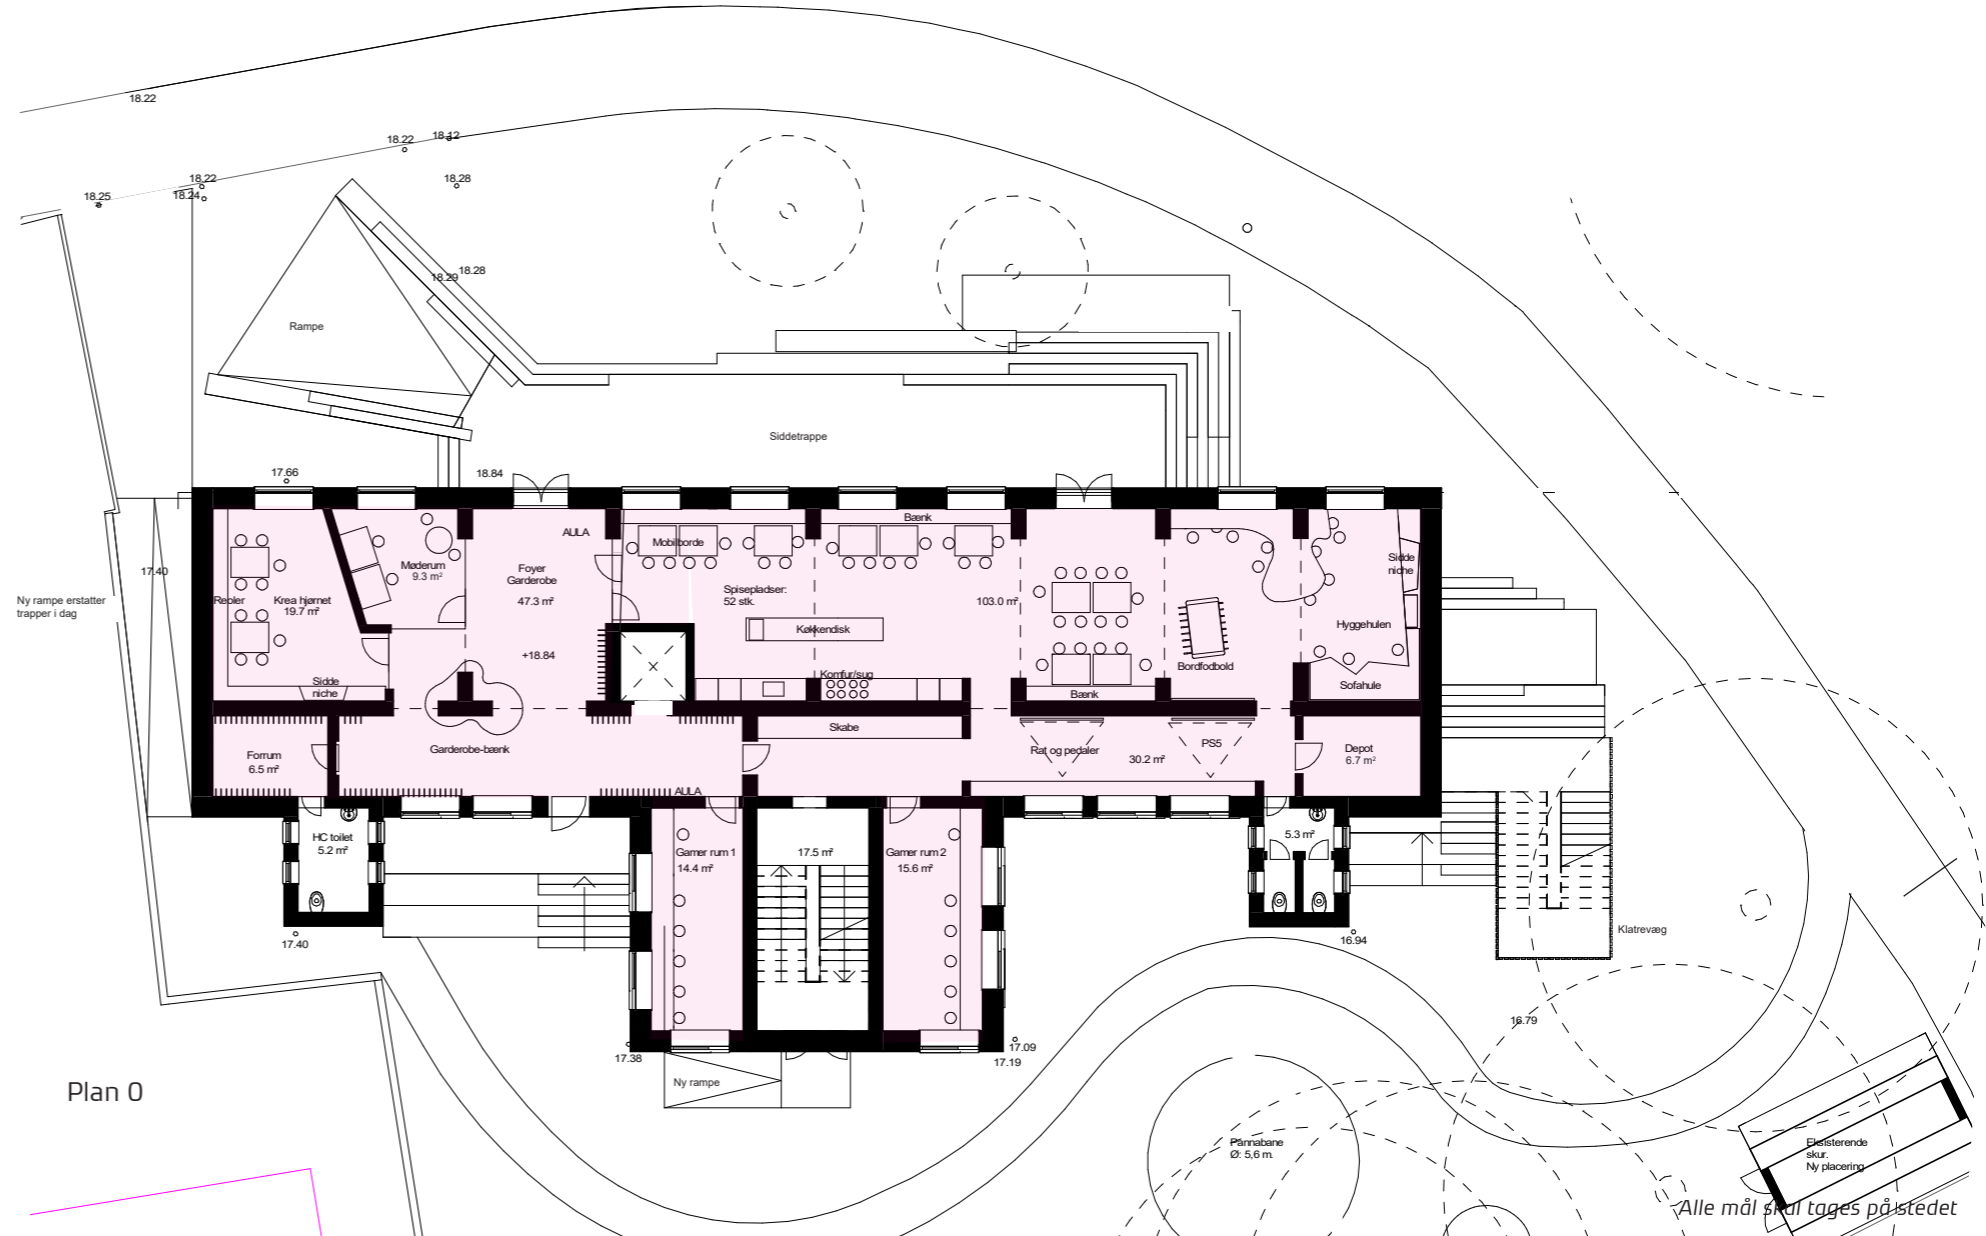 18.22
18.22
18.12
18.22
18.28
18.25
18.24
18.28
18.29
Rampe
Siddetrappe
17.66
18.84
17.40
Ny rampe erstatter
trapper i dag
AULA
Bænk
Mobilborde
Møderum
9.3 m²
Foyer
Garderobe
47.3 m²
Sidde
niche
Reoler
Krea hjørnet
19.7 m²
Spisepladser:
52 stk.
103.0 m²
Køkkendisk
Hyggehulen
+18.84
Bordfodbold
Komfur/sug
Sidde
niche
Bænk
Sofahule
Skabe
Garderobe-bænk
Forrum
6.5 m²
Rat og pedaler
PS5
30.2 m²
Depot
6.7 m²
AULA
HC toilet
5.2 m²
Gamer rum 1
14.4 m²
17.5 m²
Gamer rum 2
15.6 m²
5.3 m²
17.40
16.94
Klatrevæg
16.79
17.38
17.09
17.19
Ny rampe
Plan 0
Pannabane
Ø: 5,6 m.
Eksisterende
skur.
Ny placering
Alle mål skal tages på stedet